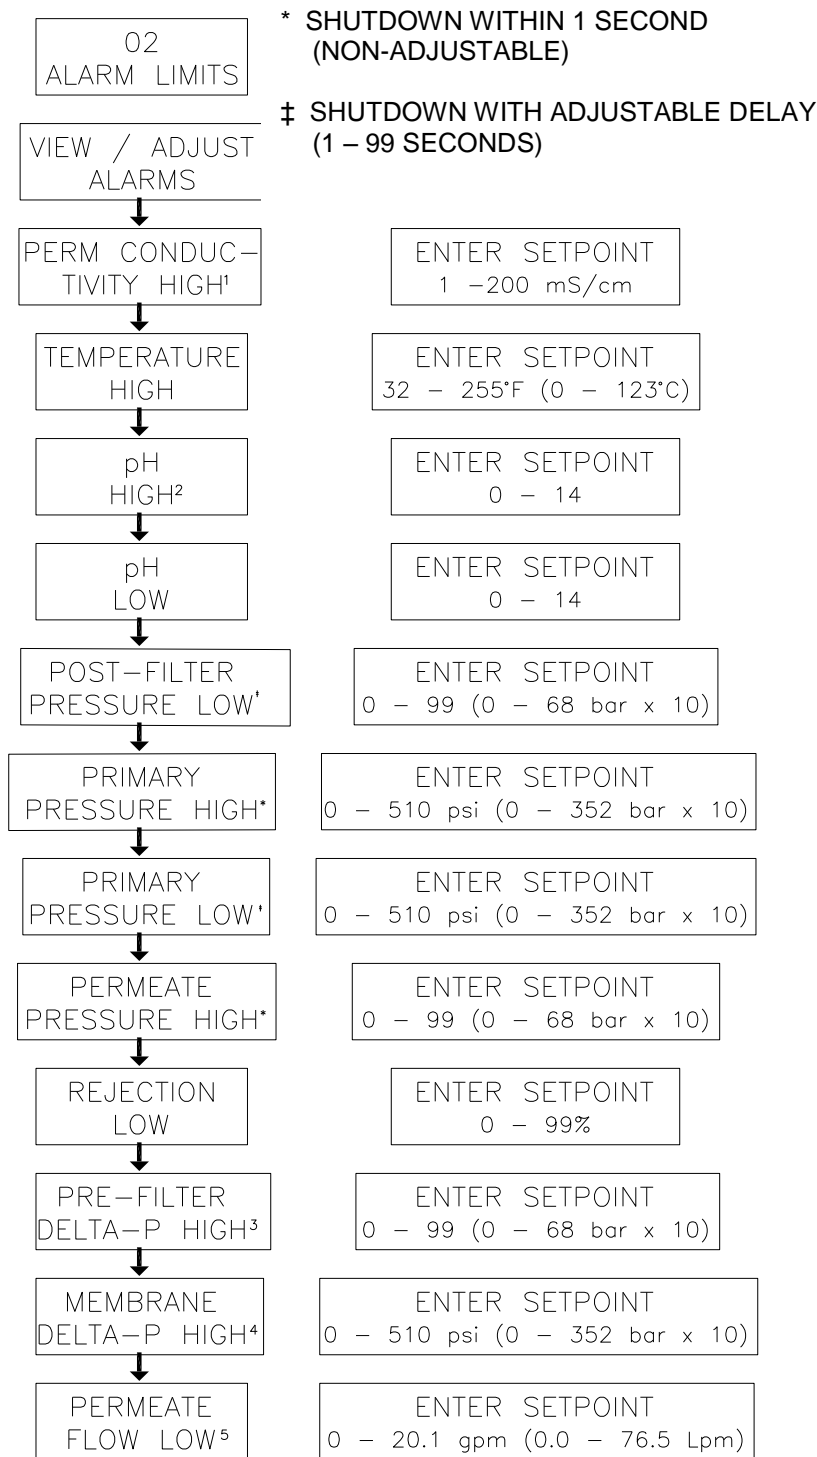 02
ALARM LIMITS
* SHUTDOWN WITHIN 1 SECOND
(NON-ADJUSTABLE)
‡ SHUTDOWN WITH ADJUSTABLE DELAY
(1 – 99 SECONDS)
VIEW / ADJUST
ALARMS
PERM CONDUC-
TIVITY HIGH¹
ENTER SETPOINT
1 -200 mS/cm
TEMPERATURE
HIGH
ENTER SETPOINT
32 - 255°F (0 - 123°C)
pH
HIGH²
ENTER SETPOINT
0 - 14
pH
LOW
ENTER SETPOINT
0 - 14
POST-FILTER
PRESSURE LOW‡
ENTER SETPOINT
0 - 99 (0 - 68 bar x 10)
PRIMARY
PRESSURE HIGH*
ENTER SETPOINT
0 - 510 psi (0 - 352 bar x 10)
PRIMARY
PRESSURE LOW‡
ENTER SETPOINT
0 - 510 psi (0 - 352 bar x 10)
PERMEATE
PRESSURE HIGH*
ENTER SETPOINT
0 - 99 (0 - 68 bar x 10)
REJECTION
LOW
ENTER SETPOINT
0 - 99%
PRE-FILTER
DELTA-P HIGH³
ENTER SETPOINT
0 - 99 (0 - 68 bar x 10)
MEMBRANE
DELTA-P HIGH⁴
ENTER SETPOINT
0 - 510 psi (0 - 352 bar x 10)
PERMEATE
FLOW LOW⁵
ENTER SETPOINT
0 - 20.1 gpm (0.0 - 76.5 Lpm)